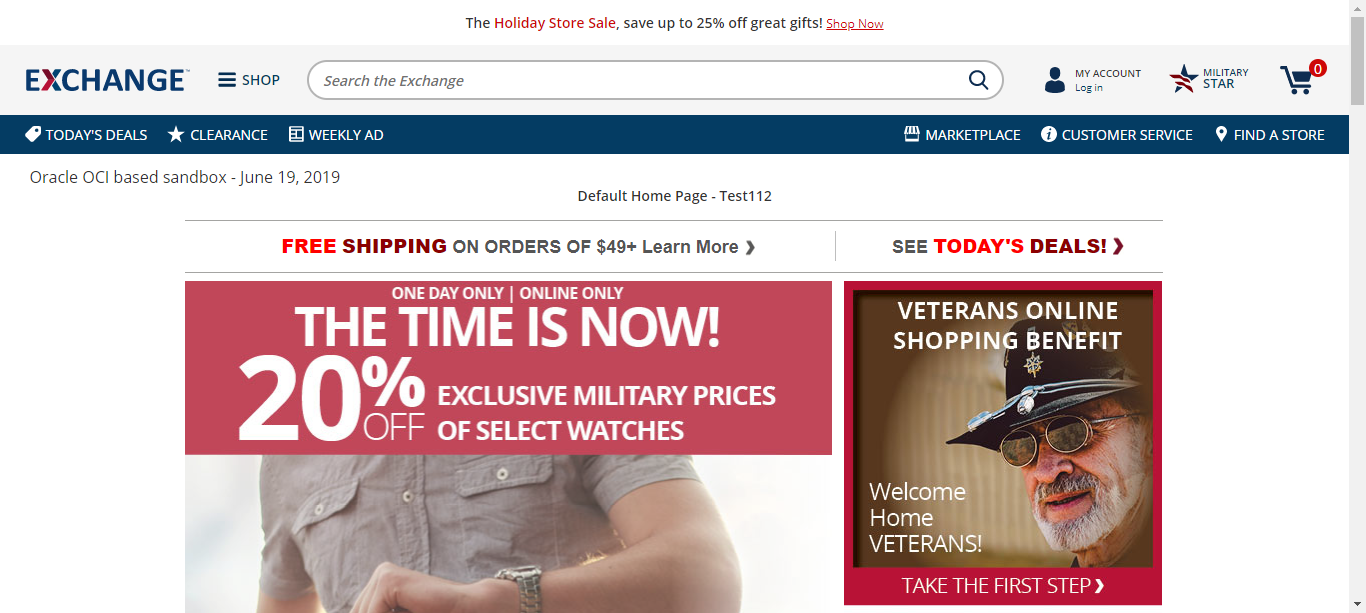 The Holiday Store Sale, save up to 25% off great gifts! Shop Now
EXCHANGE™
SHOP
Search the Exchange
MY ACCOUNT
Log in
MILITARY
STAR
0
TODAY'S DEALS
CLEARANCE
WEEKLY AD
MARKETPLACE
CUSTOMER SERVICE
FIND A STORE
Oracle OCI based sandbox - June 19, 2019
Default Home Page - Test112
FREE SHIPPING ON ORDERS OF $49+ Learn More ❯
SEE TODAY'S DEALS! ❯
ONE DAY ONLY | ONLINE ONLY
THE TIME IS NOW!
20% OFF
EXCLUSIVE MILITARY PRICES
OF SELECT WATCHES
VETERANS ONLINE
SHOPPING BENEFIT
Welcome
Home
VETERANS!
TAKE THE FIRST STEP ❯